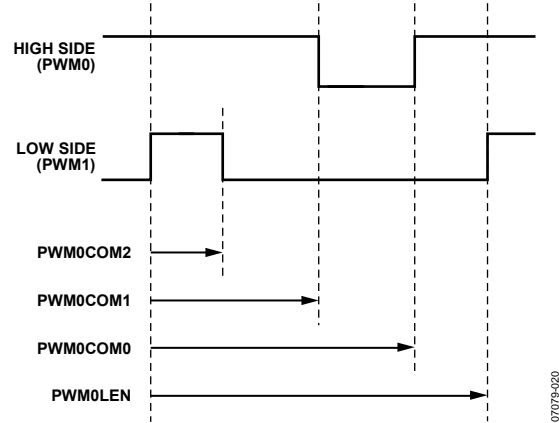 HIGH SIDE
(PWM0)
LOW SIDE
(PWM1)
PWM0COM2
PWM0COM1
PWM0COM0
PWM0LEN
07079-020